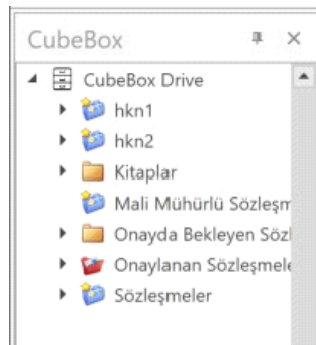 CubeBox
CubeBox Drive
hkn1
hkn2
Kitaplar
Mali Mühürlü Sözleşm
Onayda Bekleyen Sözl
Onaylanan Sözleşmele
Sözleşmeler